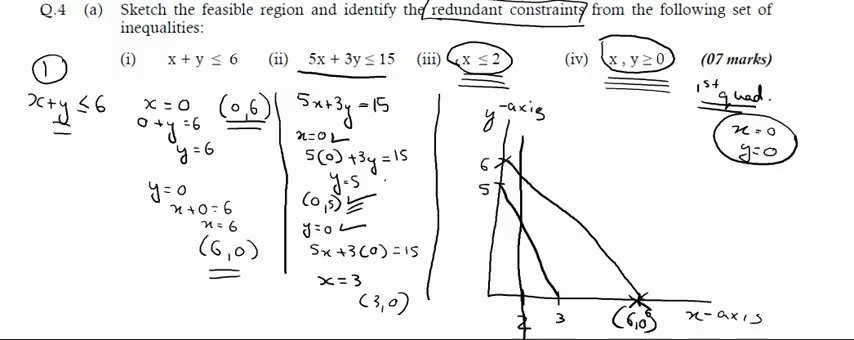 Q.4 (a) Sketch the feasible region and identify the redundant constraints from the following set of
inequalities:
(i) x + y ≤ 6 (ii) 5x + 3y ≤ 15 (iii) x ≤ 2 (iv) x , y ≥ 0 (07 marks)
1
x+y ≤ 6
x = 0 (0,6)
0 + y = 6
y = 6
y = 0
x + 0 = 6
x = 6
(6,0)
5x+3y = 15
x = 0
5(0) + 3y = 15
y = 5
(0,5)
y = 0
5x + 3(0) = 15
x = 3
(3,0)
y-axis
6
5
2 3 (6,0) x-axis
6
1st quad.
x = 0
y = 0